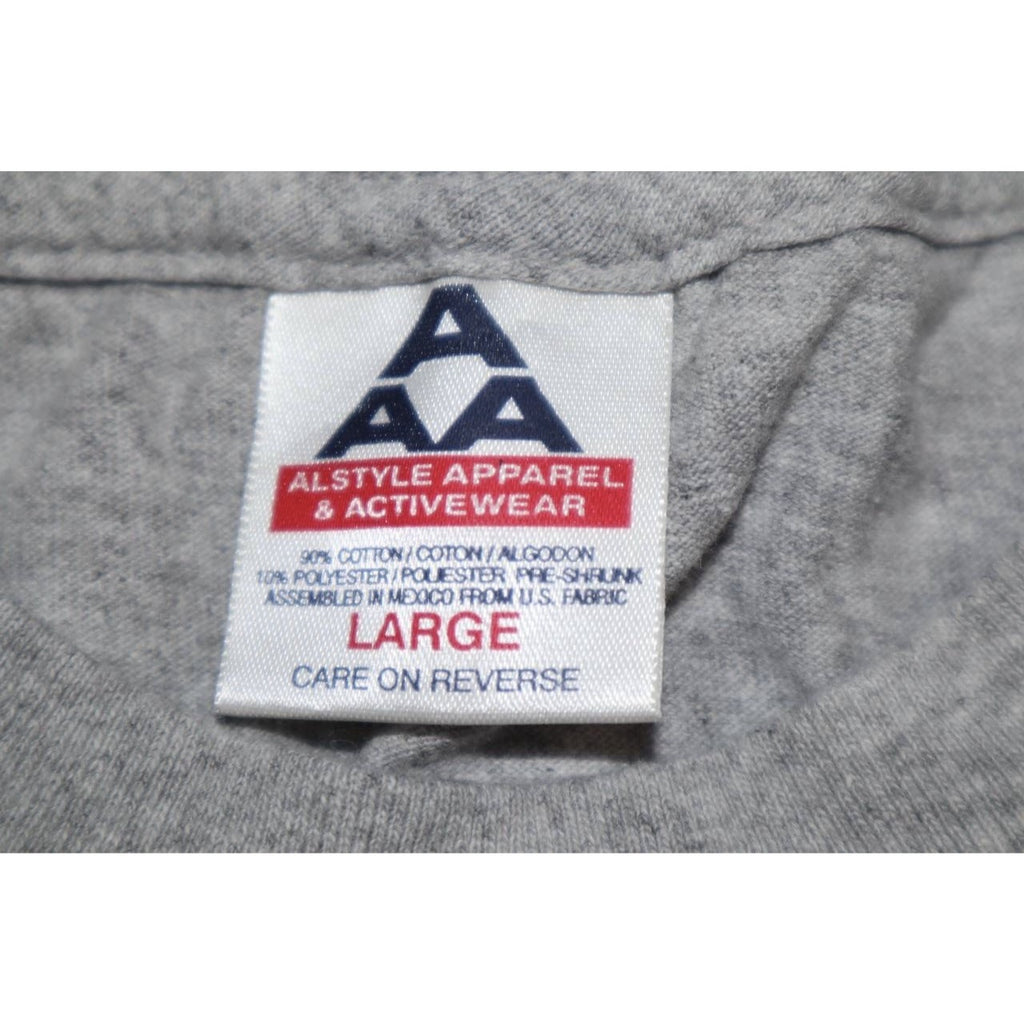 A
AA
ALSTYLE APPAREL
& ACTIVEWEAR
90% COTTON / COTON / ALGODON
10% POLYESTER / POLIESTER PRE-SHRUNK
ASSEMBLED IN MEXICO FROM U.S. FABRIC
LARGE
CARE ON REVERSE